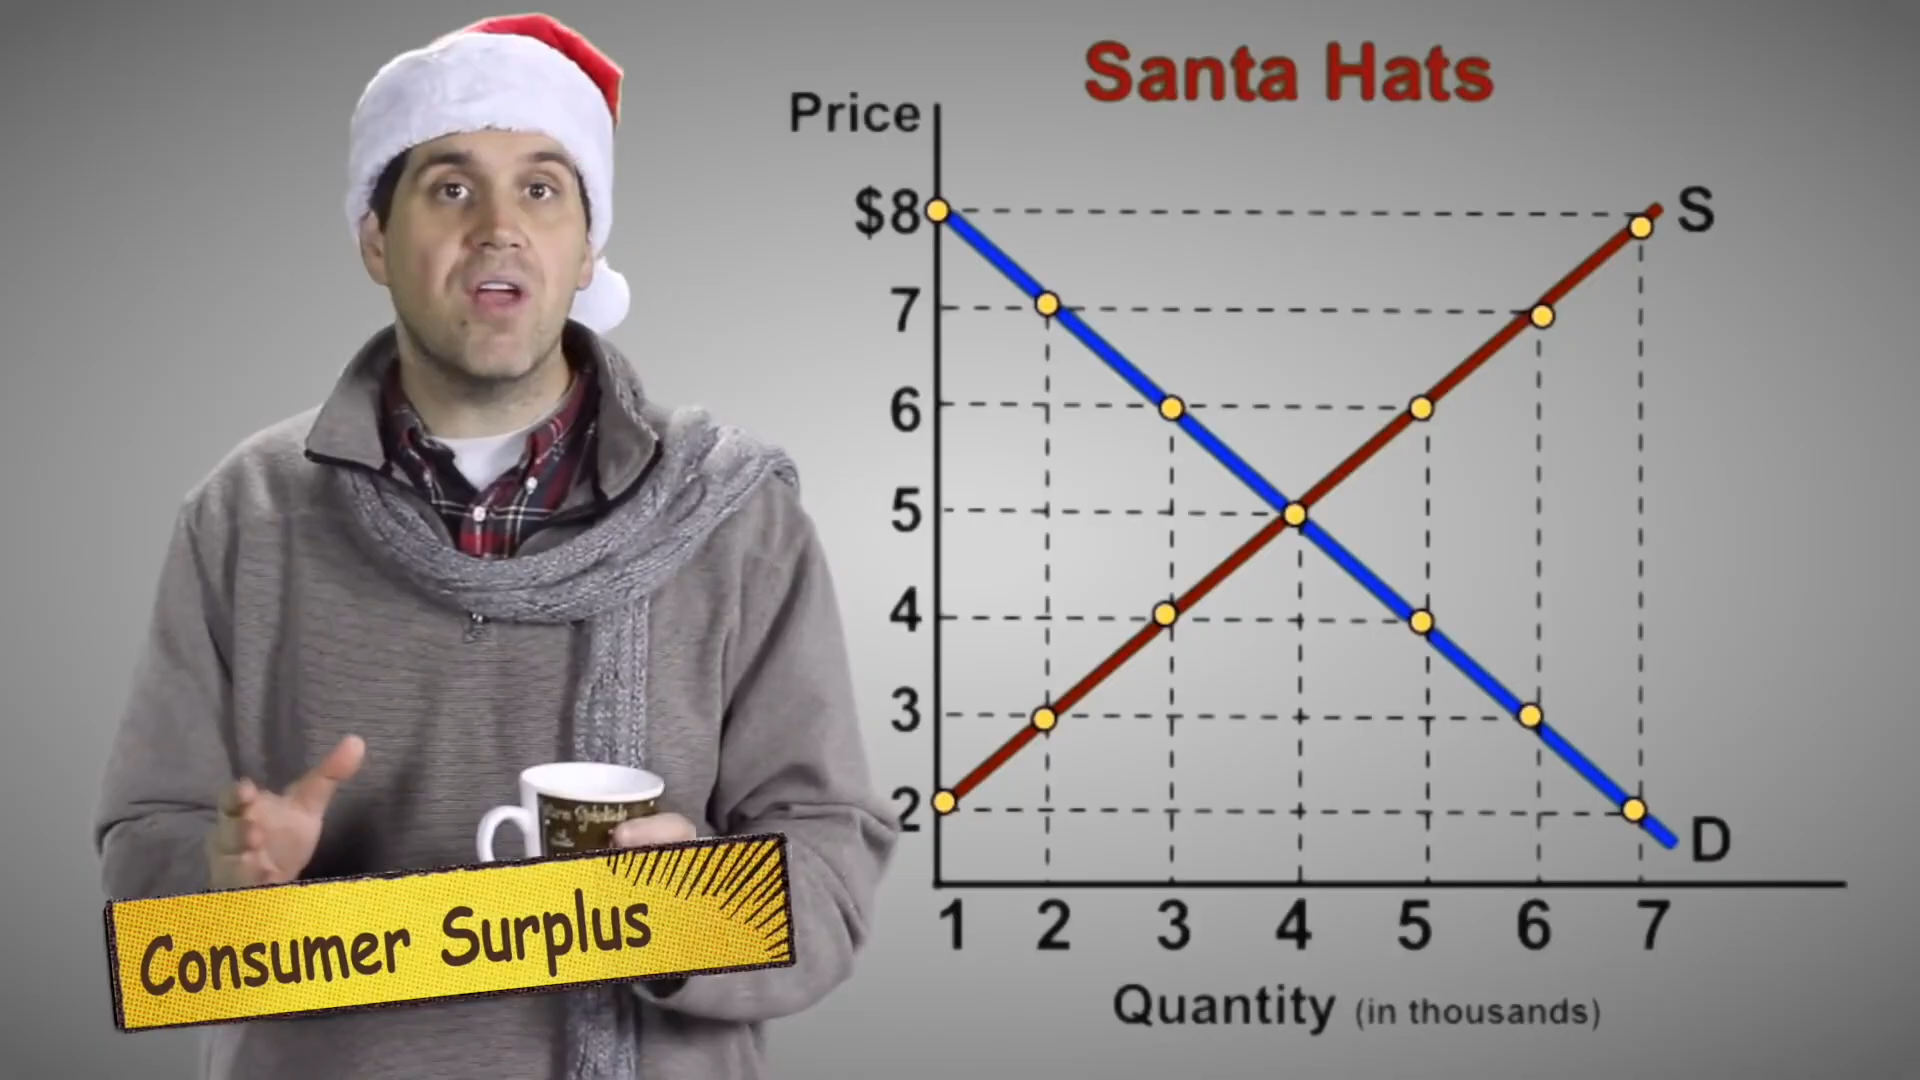 Santa Hats
Price
$8
7
6
5
4
3
2
S
D
1 2 3 4 5 6 7
Quantity (in thousands)
Consumer Surplus